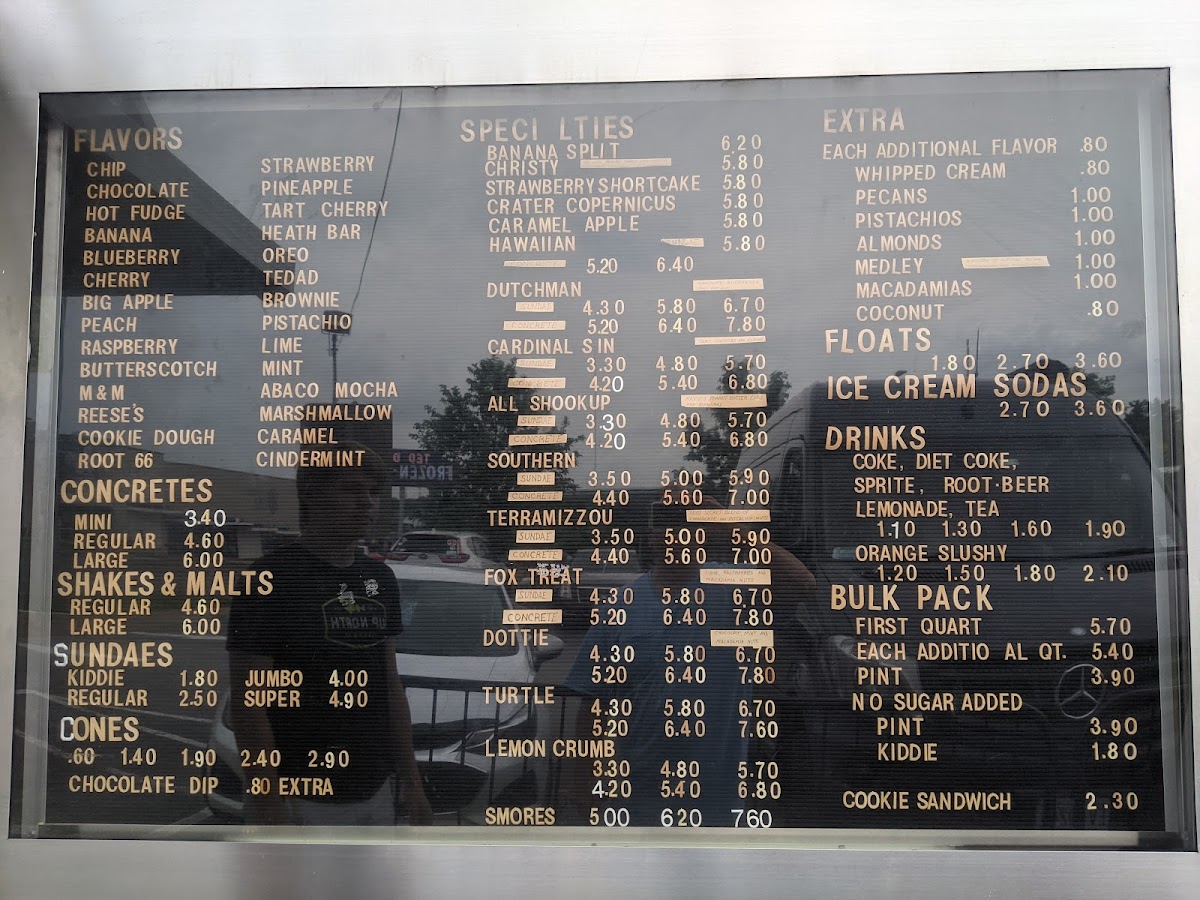 FLAVORS
CHIP
CHOCOLATE
HOT FUDGE
BANANA
BLUEBERRY
CHERRY
BIG APPLE
PEACH
RASPBERRY
BUTTERSCOTCH
M & M
REESE'S
COOKIE DOUGH
ROOT 66
STRAWBERRY
PINEAPPLE
TART CHERRY
HEATH BAR
OREO
TEDAD
BROWNIE
PISTACHIO
LIME
MINT
ABACO MOCHA
MARSHMALLOW
CARAMEL
CINDERMINT
CONCRETES
MINI 3.40
REGULAR 4.60
LARGE 6.00
SHAKES & MALTS
REGULAR 4.60
LARGE 6.00
SUNDAES
KIDDIE 1.80 JUMBO 4.00
REGULAR 2.50 SUPER 4.90
CONES
.60 1.40 1.90 2.40 2.90
CHOCOLATE DIP .80 EXTRA
SPECI LTIES
BANANA SPLIT 6.20
CHRISTY 5.80
STRAWBERRY SHORTCAKE 5.80
CRATER COPERNICUS 5.80
CARAMEL APPLE 5.80
HAWAIIAN 5.80
CONCRETE 5.20 6.40
DUTCHMAN
SUNDAE 4.30 5.80 6.70
CONCRETE 5.20 6.40 7.80
CARDINAL SIN
SUNDAE 3.30 4.80 5.70
CONCRETE 4.20 5.40 6.80
ALL SHOOKUP
SUNDAE 3.30 4.80 5.70
CONCRETE 4.20 5.40 6.80
SOUTHERN
SUNDAE 3.50 5.00 5.90
CONCRETE 4.40 5.60 7.00
TERRAMIZZOU
SUNDAE 3.50 5.00 5.90
CONCRETE 4.40 5.60 7.00
FOX TREAT
SUNDAE 4.30 5.80 6.70
CONCRETE 5.20 6.40 7.80
DOTTIE
4.30 5.80 6.70
5.20 6.40 7.80
TURTLE
4.30 5.80 6.70
5.20 6.40 7.60
LEMON CRUMB
3.30 4.80 5.70
4.20 5.40 6.80
SMORES 500 620 760
EXTRA
EACH ADDITIONAL FLAVOR .80
WHIPPED CREAM .80
PECANS 1.00
PISTACHIOS 1.00
ALMONDS 1.00
MEDLEY 1.00
MACADAMIAS 1.00
COCONUT .80
FLOATS
1.80 2.70 3.60
ICE CREAM SODAS
2.70 3.60
DRINKS
COKE, DIET COKE,
SPRITE, ROOT·BEER
LEMONADE, TEA
1.10 1.30 1.60 1.90
ORANGE SLUSHY
1.20 1.50 1.80 2.10
BULK PACK
FIRST QUART 5.70
EACH ADDITIO AL QT. 5.40
PINT 3.90
NO SUGAR ADDED
PINT 3.90
KIDDIE 1.80
COOKIE SANDWICH 2.30